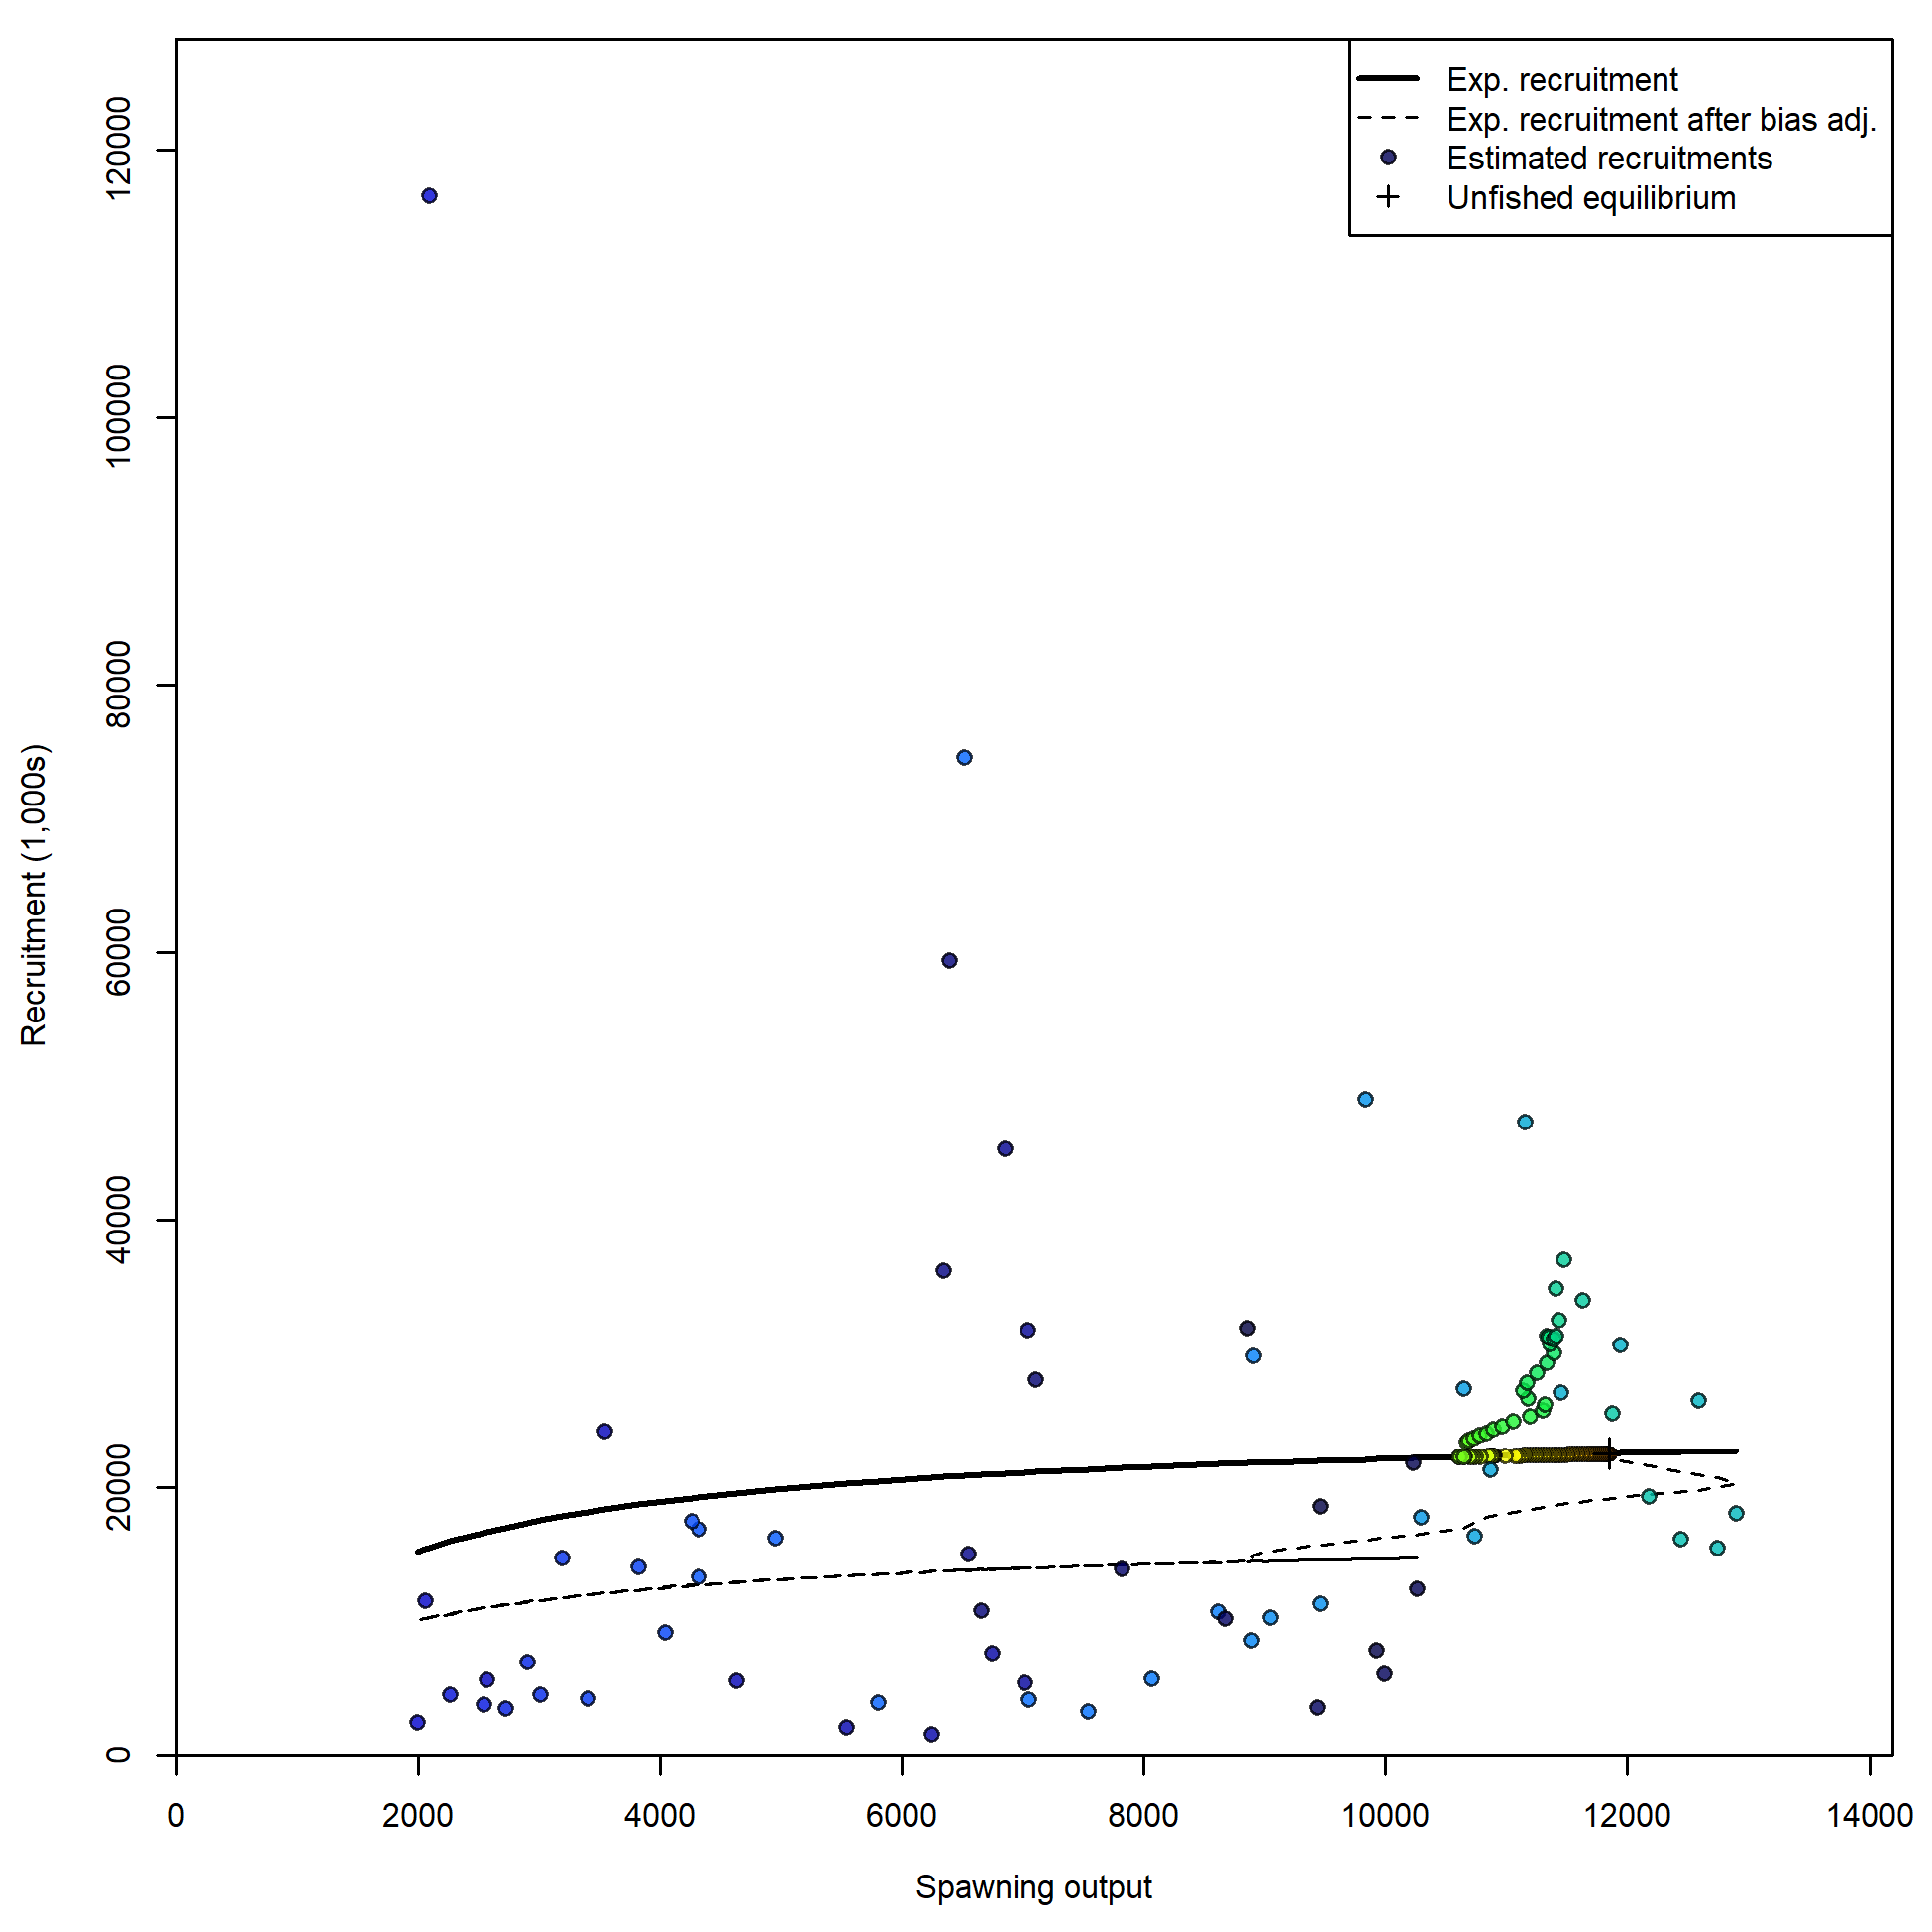 Exp. recruitment
Exp. recruitment after bias adj.
Estimated recruitments
Unfished equilibrium
Recruitment (1,000s)
120000
100000
80000
60000
40000
20000
0
0 2000 4000 6000 8000 10000 12000 14000
Spawning output